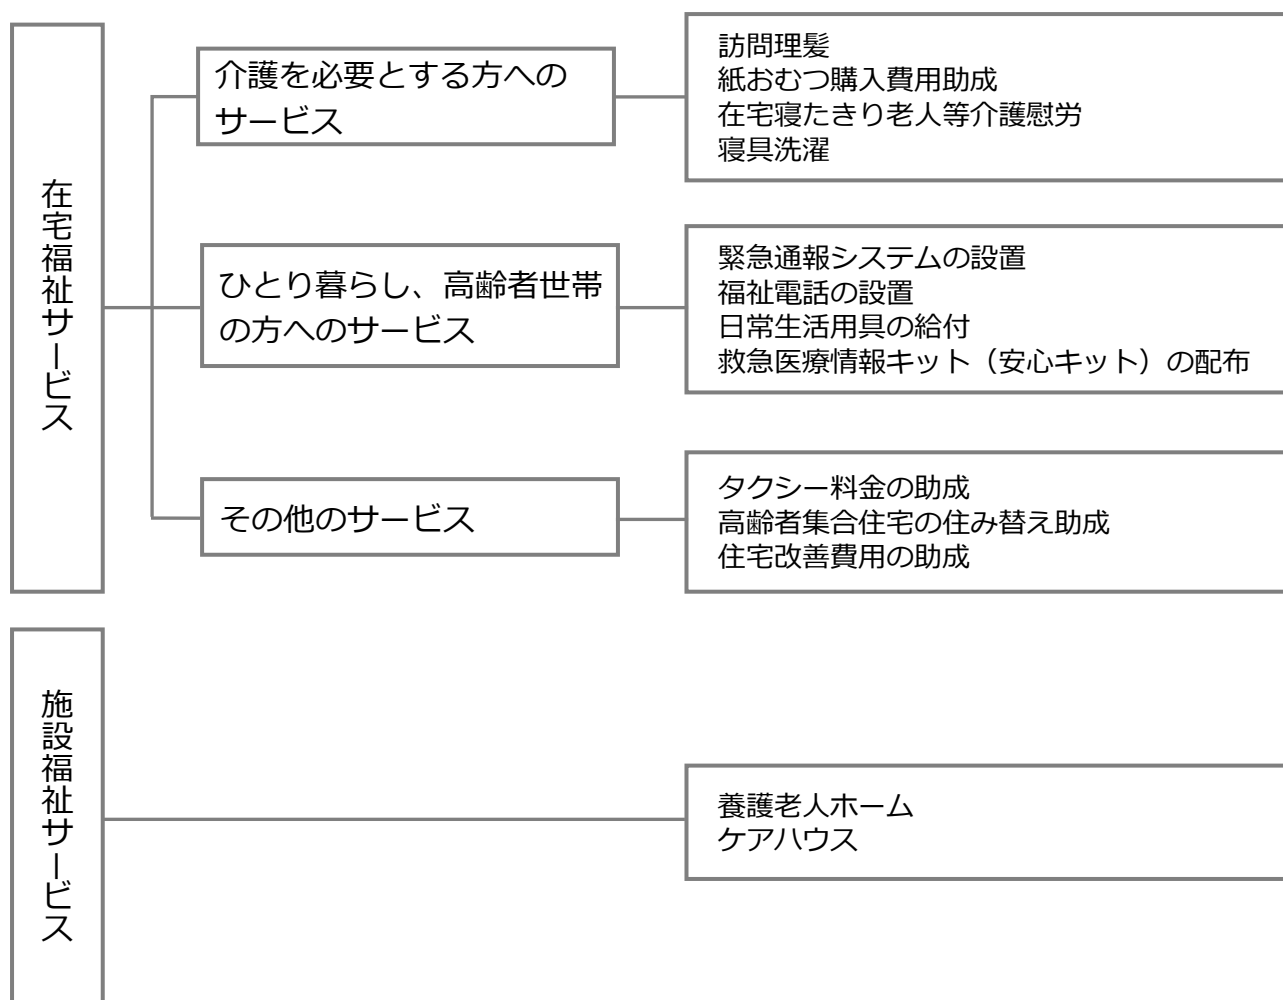 在宅福祉サービス
介護を必要とする方への
サービス
訪問理髪
紙おむつ購入費用助成
在宅寝たきり老人等介護慰労
寝具洗濯
ひとり暮らし、高齢者世帯
の方へのサービス
緊急通報システムの設置
福祉電話の設置
日常生活用具の給付
救急医療情報キット（安心キット）の配布
その他のサービス
タクシー料金の助成
高齢者集合住宅の住み替え助成
住宅改善費用の助成
施設福祉サービス
養護老人ホーム
ケアハウス